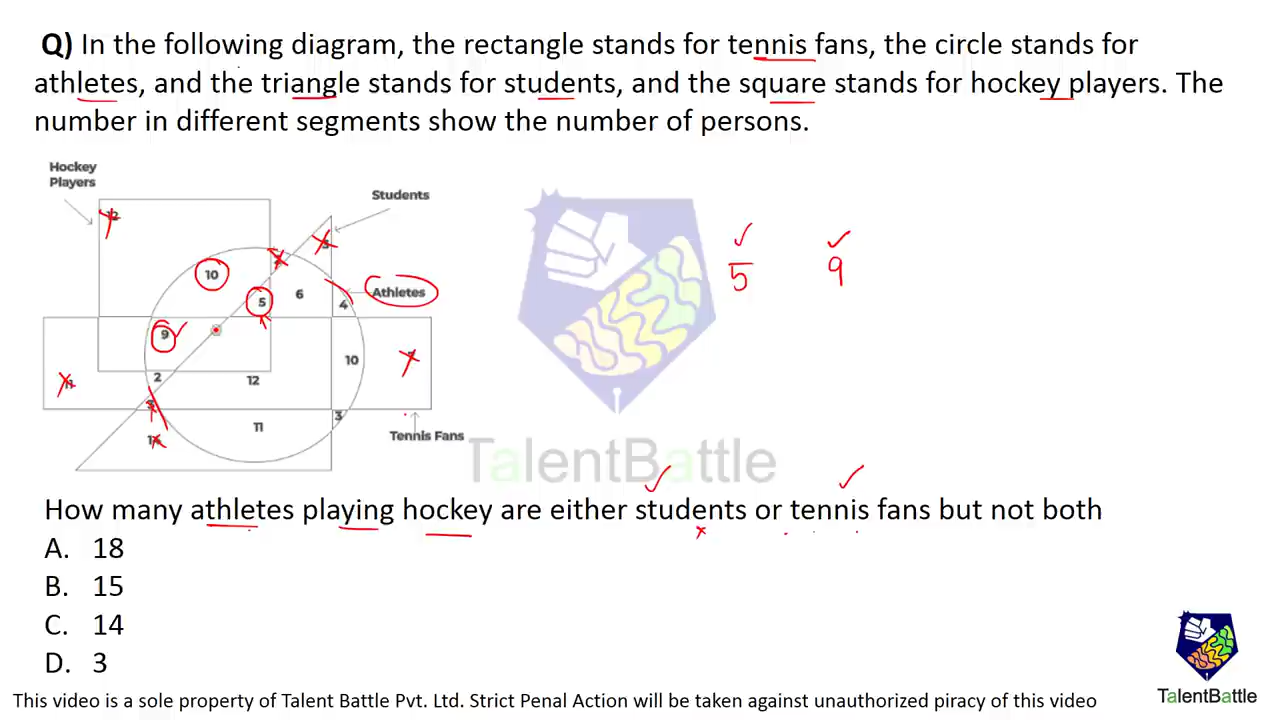 Q) In the following diagram, the rectangle stands for tennis fans, the circle stands for
athletes, and the triangle stands for students, and the square stands for hockey players. The
number in different segments show the number of persons.
Hockey
Players
Students
12
10
5
6
Athletes
4
9
10
2
12
11
3
Tennis Fans
5 9
TalentBattle
How many athletes playing hockey are either students or tennis fans but not both
A. 18
B. 15
C. 14
D. 3
TalentBattle
This video is a sole property of Talent Battle Pvt. Ltd. Strict Penal Action will be taken against unauthorized piracy of this video